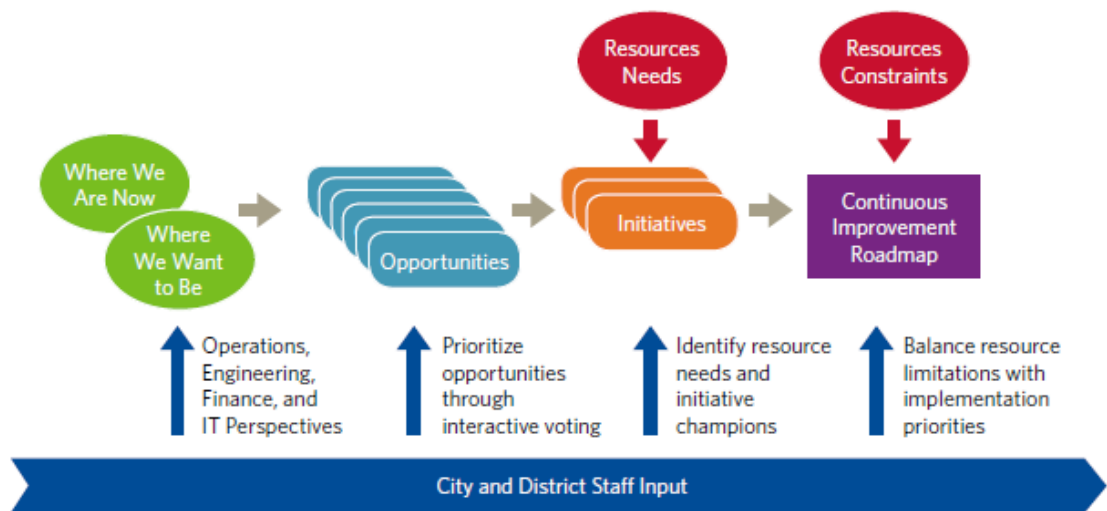 Resources
Needs
Resources
Constraints
Where We
Are Now
Where
We Want
to Be
Opportunities
Initiatives
Continuous
Improvement
Roadmap
Operations,
Engineering,
Finance, and
IT Perspectives
Prioritize
opportunities
through
interactive voting
Identify resource
needs and
initiative
champions
Balance resource
limitations with
implementation
priorities
City and District Staff Input